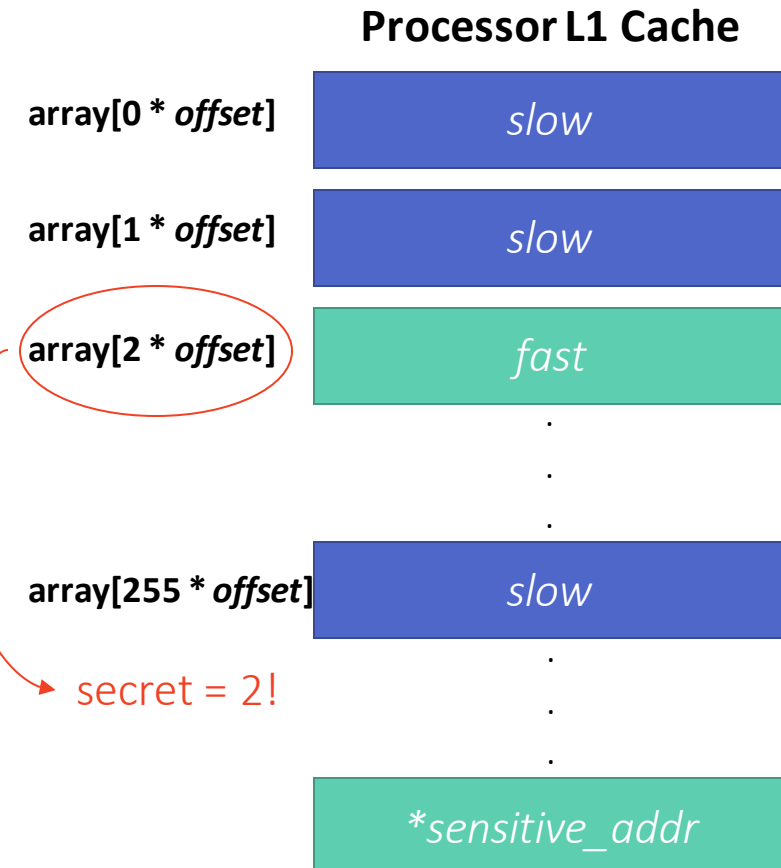 Processor L1 Cache
array[0 * offset]
slow
array[1 * offset]
slow
array[2 * offset]
fast
.
.
.
array[255 * offset]
slow
.
secret = 2!
.
.
*sensitive_addr